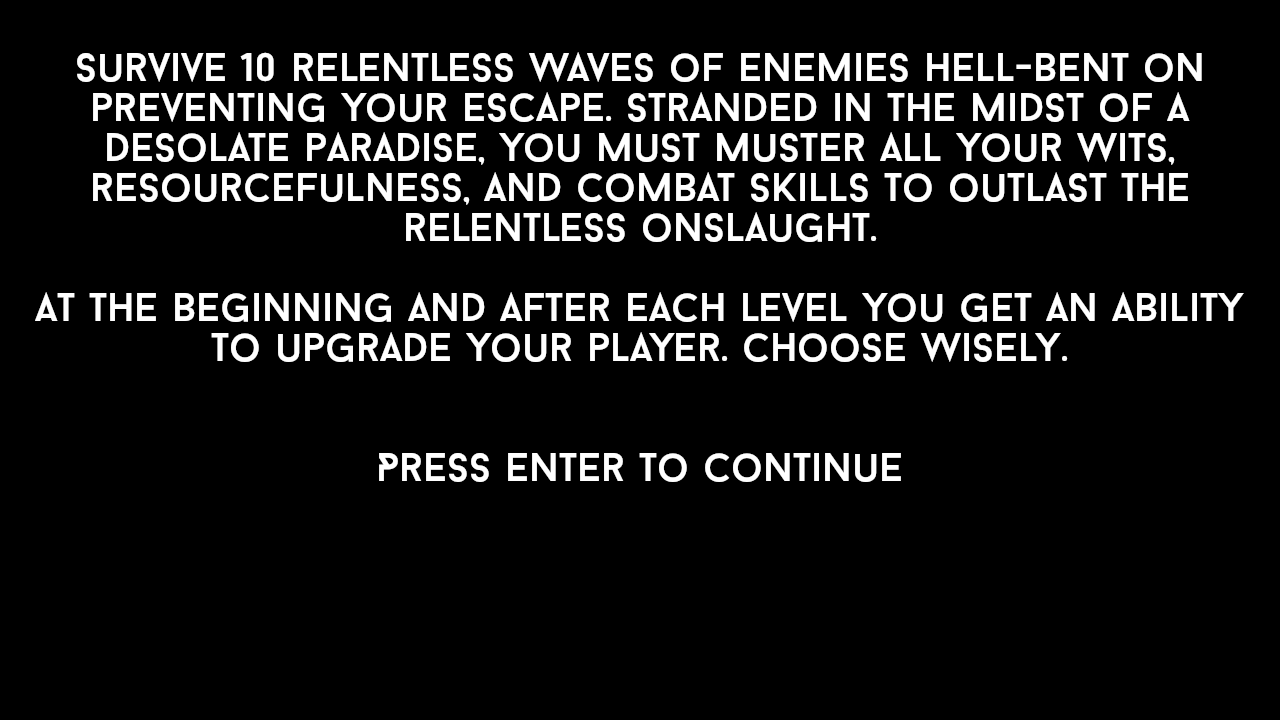 SURVIVE 10 RELENTLESS WAVES OF ENEMIES HELL-BENT ON
PREVENTING YOUR ESCAPE. STRANDED IN THE MIDST OF A
DESOLATE PARADISE, YOU MUST MUSTER ALL YOUR WITS,
RESOURCEFULNESS, AND COMBAT SKILLS TO OUTLAST THE
RELENTLESS ONSLAUGHT.
AT THE BEGINNING AND AFTER EACH LEVEL YOU GET AN ABILITY
TO UPGRADE YOUR PLAYER. CHOOSE WISELY.
PRESS ENTER TO CONTINUE